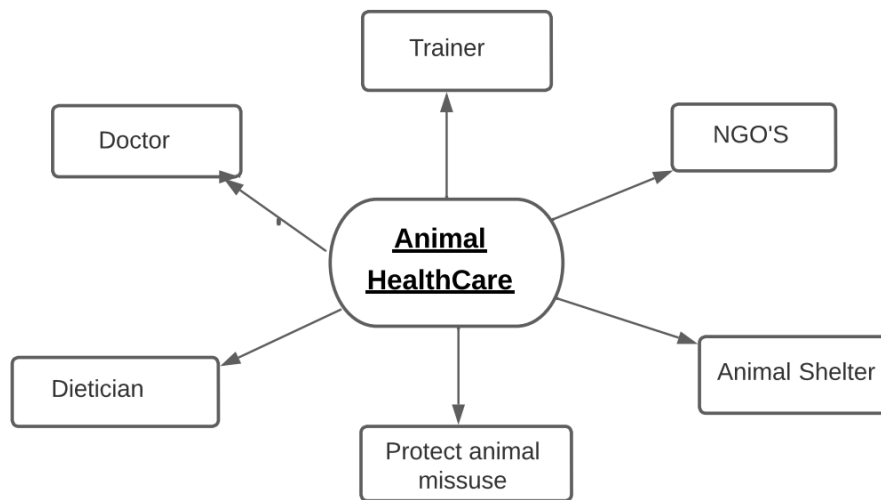 Trainer
Doctor
NGO'S
Animal
HealthCare
Dietician
Animal Shelter
Protect animal
missuse